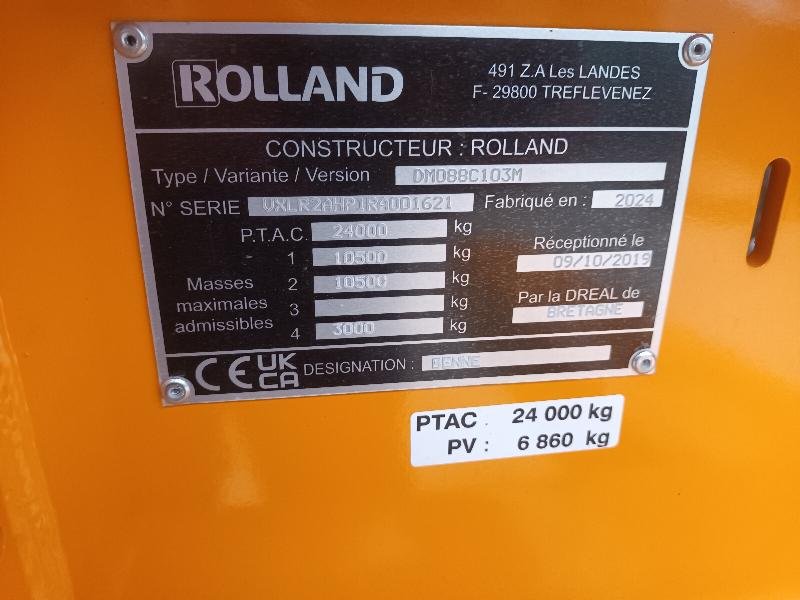 ROLLAND
491 Z.A Les LANDES
F- 29800 TREFLEVENEZ
CONSTRUCTEUR : ROLLAND
Type / Variante / Version DMD88C103M
N° SERIE VXLR2AHP1RA001621 Fabriqué en : 2024
P.T.A.C. 24000 kg
1 10500 kg
Réceptionné le
09/10/2019
Masses maximales admissibles
2 10500 kg
3 kg
4 3000 kg
Par la DREAL de
BRETAGNE
CE UK CA DESIGNATION : BENNE
PTAC : 24 000 kg
PV : 6 860 kg